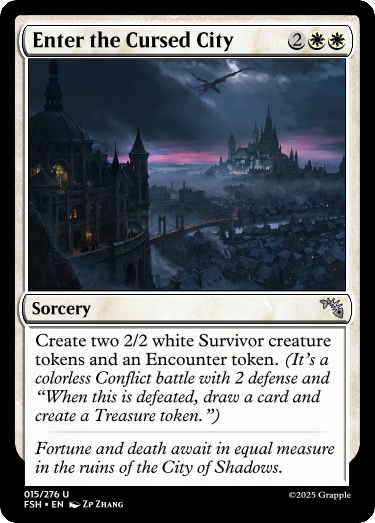 Enter the Cursed City 2
Sorcery
Create two 2/2 white Survivor creature
tokens and an Encounter token. (It's a
colorless Conflict battle with 2 defense and
“When this is defeated, draw a card and
create a Treasure token.”)
Fortune and death await in equal measure
in the ruins of the City of Shadows.
015/276 U
FSH • EN Zp Zhang
©2025 Grapple